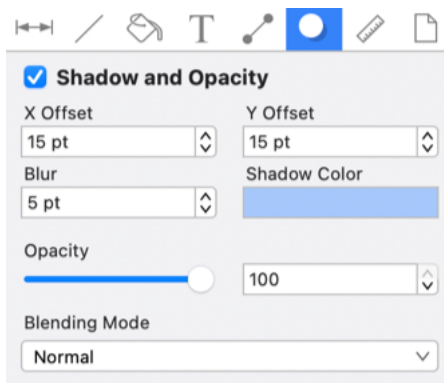 T
Shadow and Opacity
X Offset
Y Offset
15 pt
15 pt
Blur
Shadow Color
5 pt
Opacity
100
Blending Mode
Normal